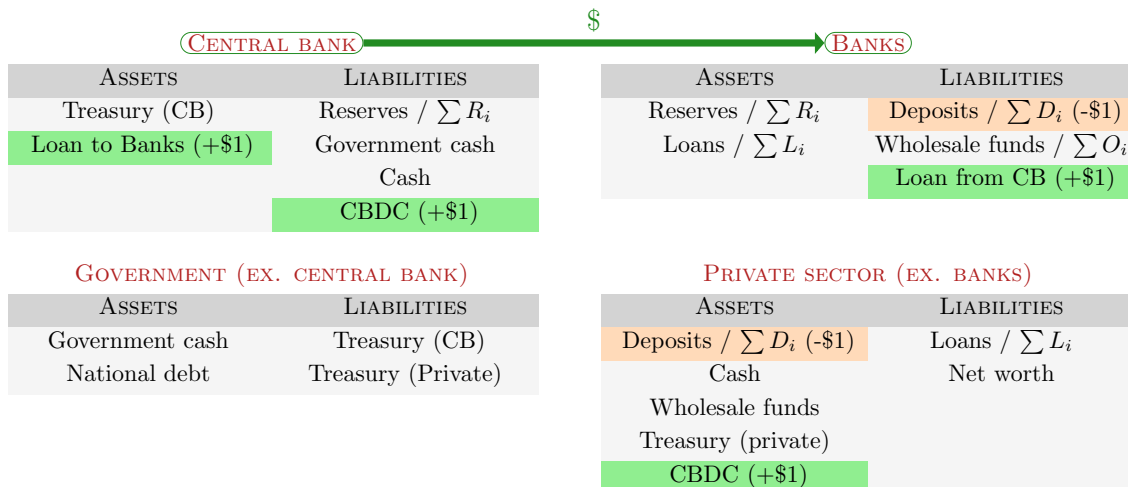 $
CENTRAL BANK BANKS
ASSETS LIABILITIES ASSETS LIABILITIES
Treasury (CB) Reserves / ∑ R_i Reserves / ∑ R_i Deposits / ∑ D_i (-$1)
Loan to Banks (+$1) Government cash Loans / ∑ L_i Wholesale funds / ∑ O_i
Cash Loan from CB (+$1)
CBDC (+$1)
GOVERNMENT (EX. CENTRAL BANK) PRIVATE SECTOR (EX. BANKS)
ASSETS LIABILITIES ASSETS LIABILITIES
Government cash Treasury (CB) Deposits / ∑ D_i (-$1) Loans / ∑ L_i
National debt Treasury (Private) Cash Net worth
Wholesale funds
Treasury (private)
CBDC (+$1)